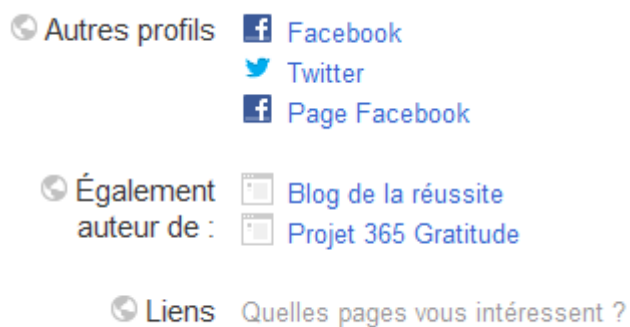 Autres profils
Facebook
Twitter
Page Facebook
Également
auteur de :
Blog de la réussite
Projet 365 Gratitude
Liens
Quelles pages vous intéressent ?